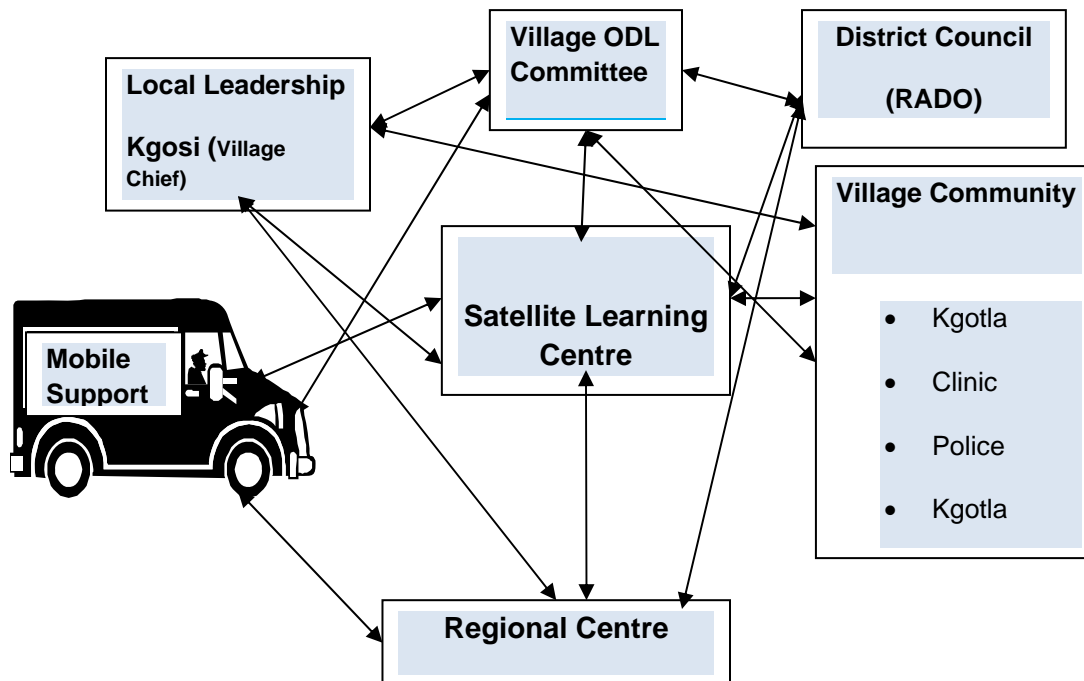 Village ODL
Committee
District Council
(RADO)
Local Leadership
Kgosi (Village
Chief)
Village Community
Satellite Learning
Centre
• Kgotla
• Clinic
• Police
• Kgotla
Mobile
Support
Regional Centre